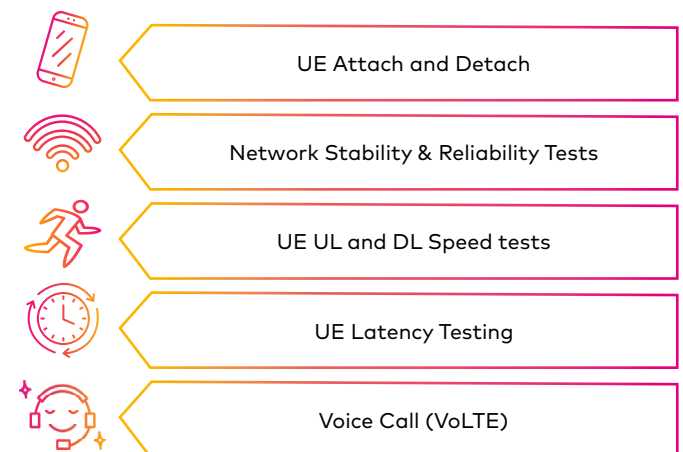 UE Attach and Detach
Network Stability & Reliability Tests
UE UL and DL Speed tests
UE Latency Testing
Voice Call (VoLTE)